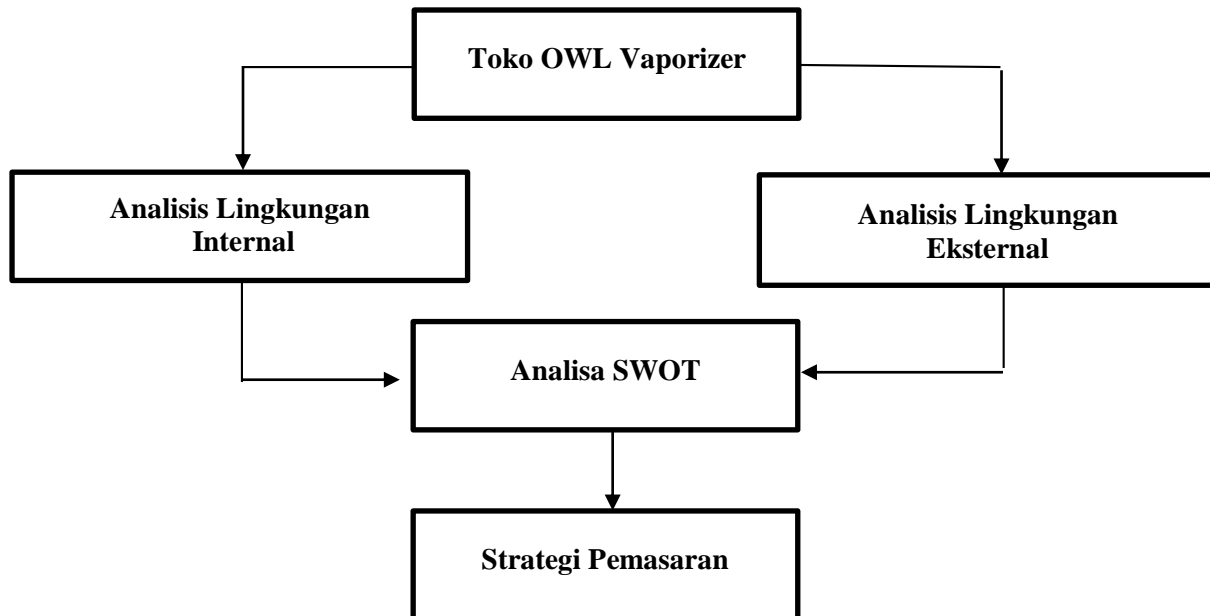 Toko OWL Vaporizer
Analisis Lingkungan
Internal
Analisis Lingkungan
Eksternal
Analisa SWOT
Strategi Pemasaran